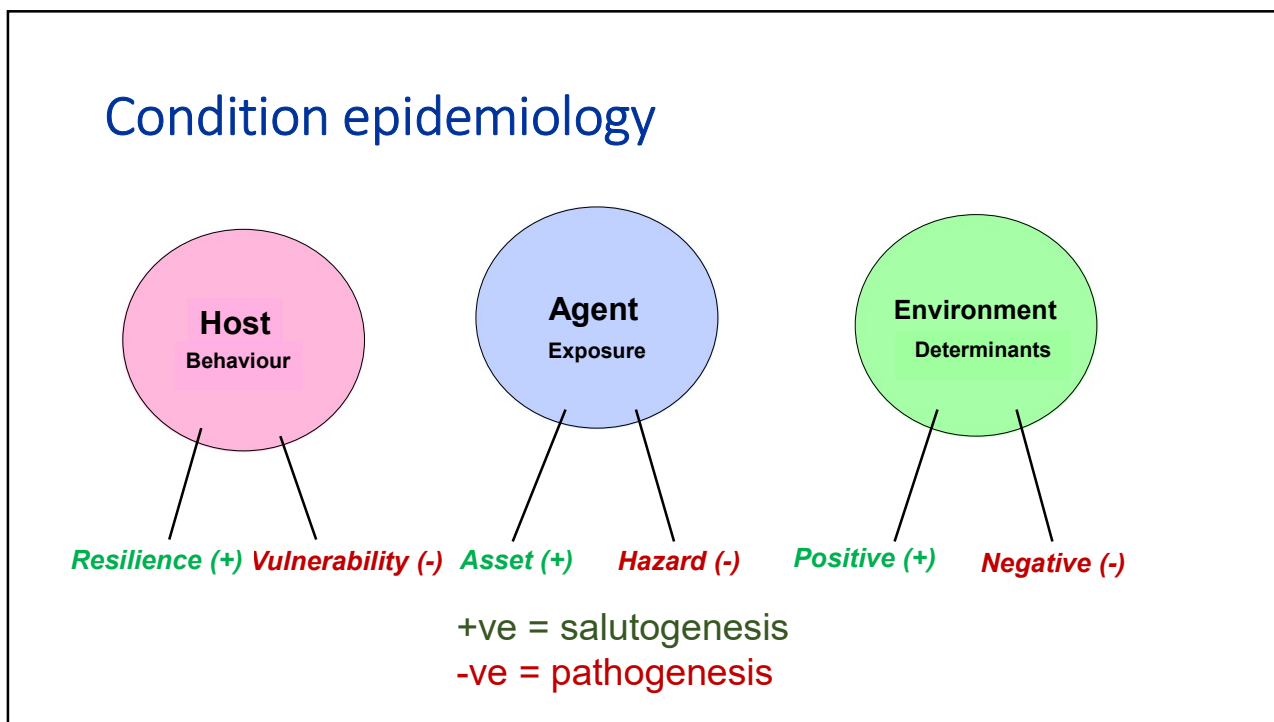 Condition epidemiology
Host
Behaviour
Agent
Exposure
Environment
Determinants
Resilience (+) Vulnerability (-) Asset (+) Hazard (-) Positive (+) Negative (-)
+ve = salutogenesis
-ve = pathogenesis